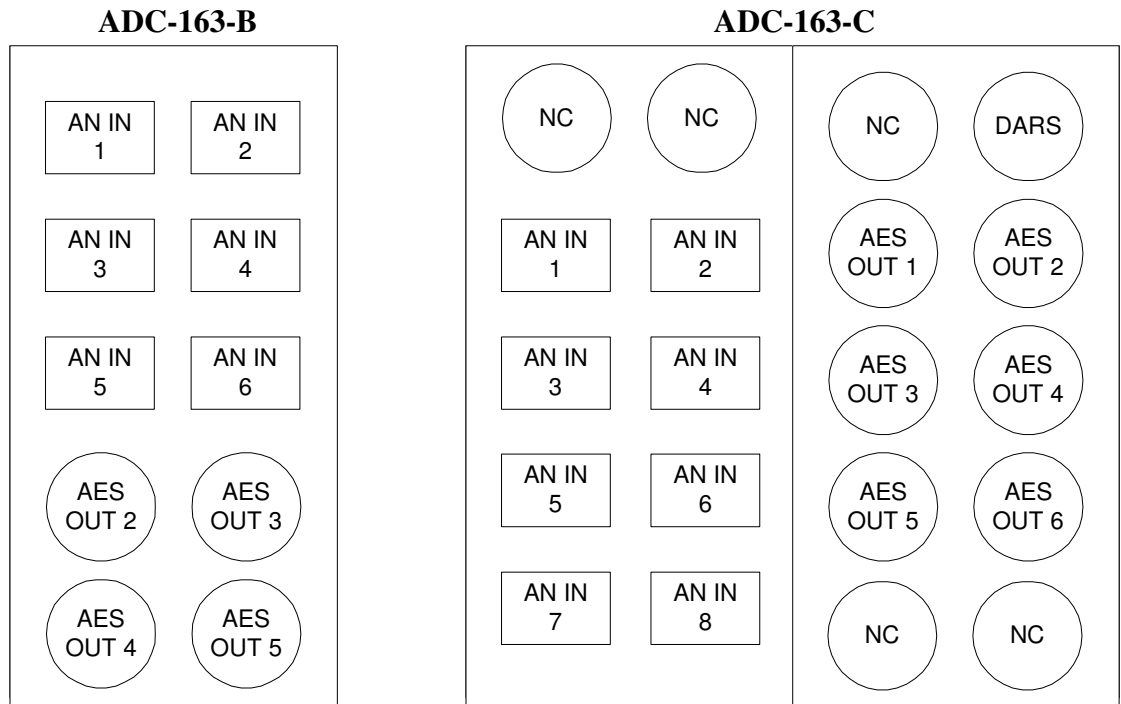 ADC-163-B
AN IN
1
AN IN
2
AN IN
3
AN IN
4
AN IN
5
AN IN
6
AES
OUT 2
AES
OUT 3
AES
OUT 4
AES
OUT 5
ADC-163-C
NC
NC
AN IN
1
AN IN
2
AN IN
3
AN IN
4
AN IN
5
AN IN
6
AN IN
7
AN IN
8
NC
DARS
AES
OUT 1
AES
OUT 2
AES
OUT 3
AES
OUT 4
AES
OUT 5
AES
OUT 6
NC
NC